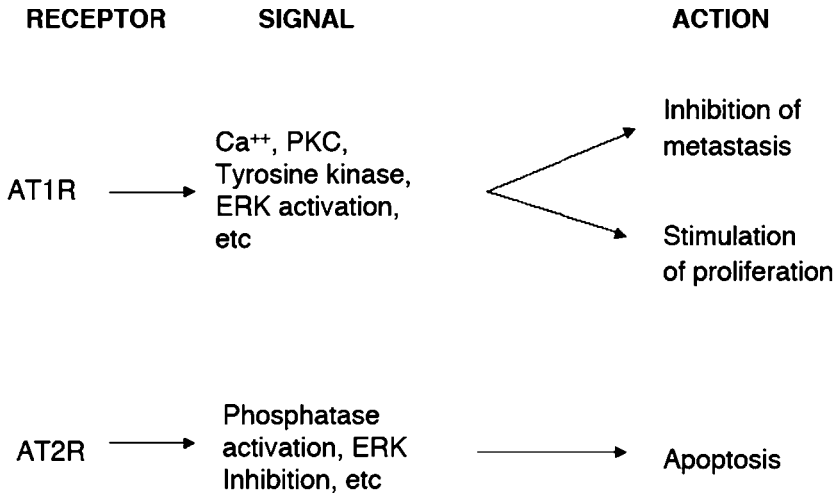 RECEPTOR SIGNAL ACTION
Inhibition of
metastasis
AT1R
Ca⁺⁺, PKC,
Tyrosine kinase,
ERK activation,
etc
Stimulation
of proliferation
AT2R
Phosphatase
activation, ERK
Inhibition, etc
Apoptosis